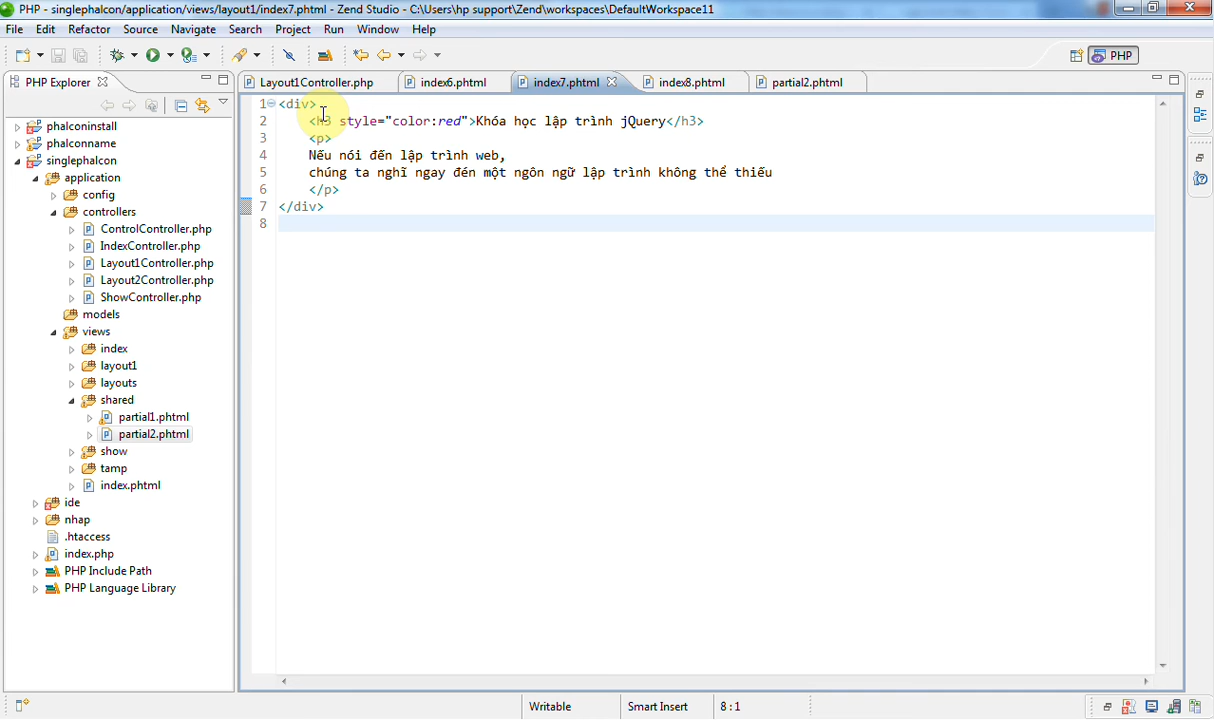 PHP - singlephalcon/application/views/layout1/index7.phtml - Zend Studio - C:\Users\hp support\Zend\workspaces\DefaultWorkspace11
File Edit Refactor Source Navigate Search Project Run Window Help
PHP
PHP Explorer
Layout1Controller.php index6.phtml index7.phtml index8.phtml partial2.phtml
phalconinstall
phalconname
singlephalcon
application
config
controllers
ControlController.php
IndexController.php
Layout1Controller.php
Layout2Controller.php
ShowController.php
models
views
index
layout1
layouts
shared
partial1.phtml
partial2.phtml
show
tamp
index.phtml
ide
nhap
.htaccess
index.php
PHP Include Path
PHP Language Library
1 <div>
2 <h3 style="color:red">Khóa học lập trình jQuery</h3>
3 <p>
4 Nếu nói đến lập trình web,
5 chúng ta nghĩ ngay đén một ngôn ngữ lập trình không thể thiếu
6 </p>
7 </div>
8
Writable Smart Insert 8 : 1